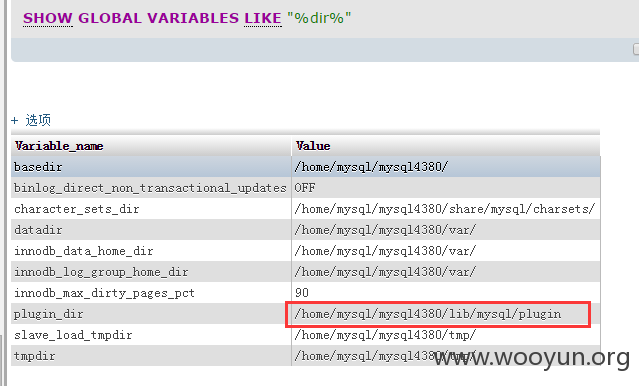 SHOW GLOBAL VARIABLES LIKE "%dir%"
+ 选项
Variable_name Value
basedir /home/mysql/mysql4380/
binlog_direct_non_transactional_updates OFF
character_sets_dir /home/mysql/mysql4380/share/mysql/charsets/
datadir /home/mysql/mysql4380/var/
innodb_data_home_dir /home/mysql/mysql4380/var/
innodb_log_group_home_dir /home/mysql/mysql4380/var/
innodb_max_dirty_pages_pct 90
plugin_dir /home/mysql/mysql4380/lib/mysql/plugin
slave_load_tmpdir /home/mysql/mysql4380/tmp/
tmpdir /home/mysql/mysql4380/tmp/
www.wooyun.org